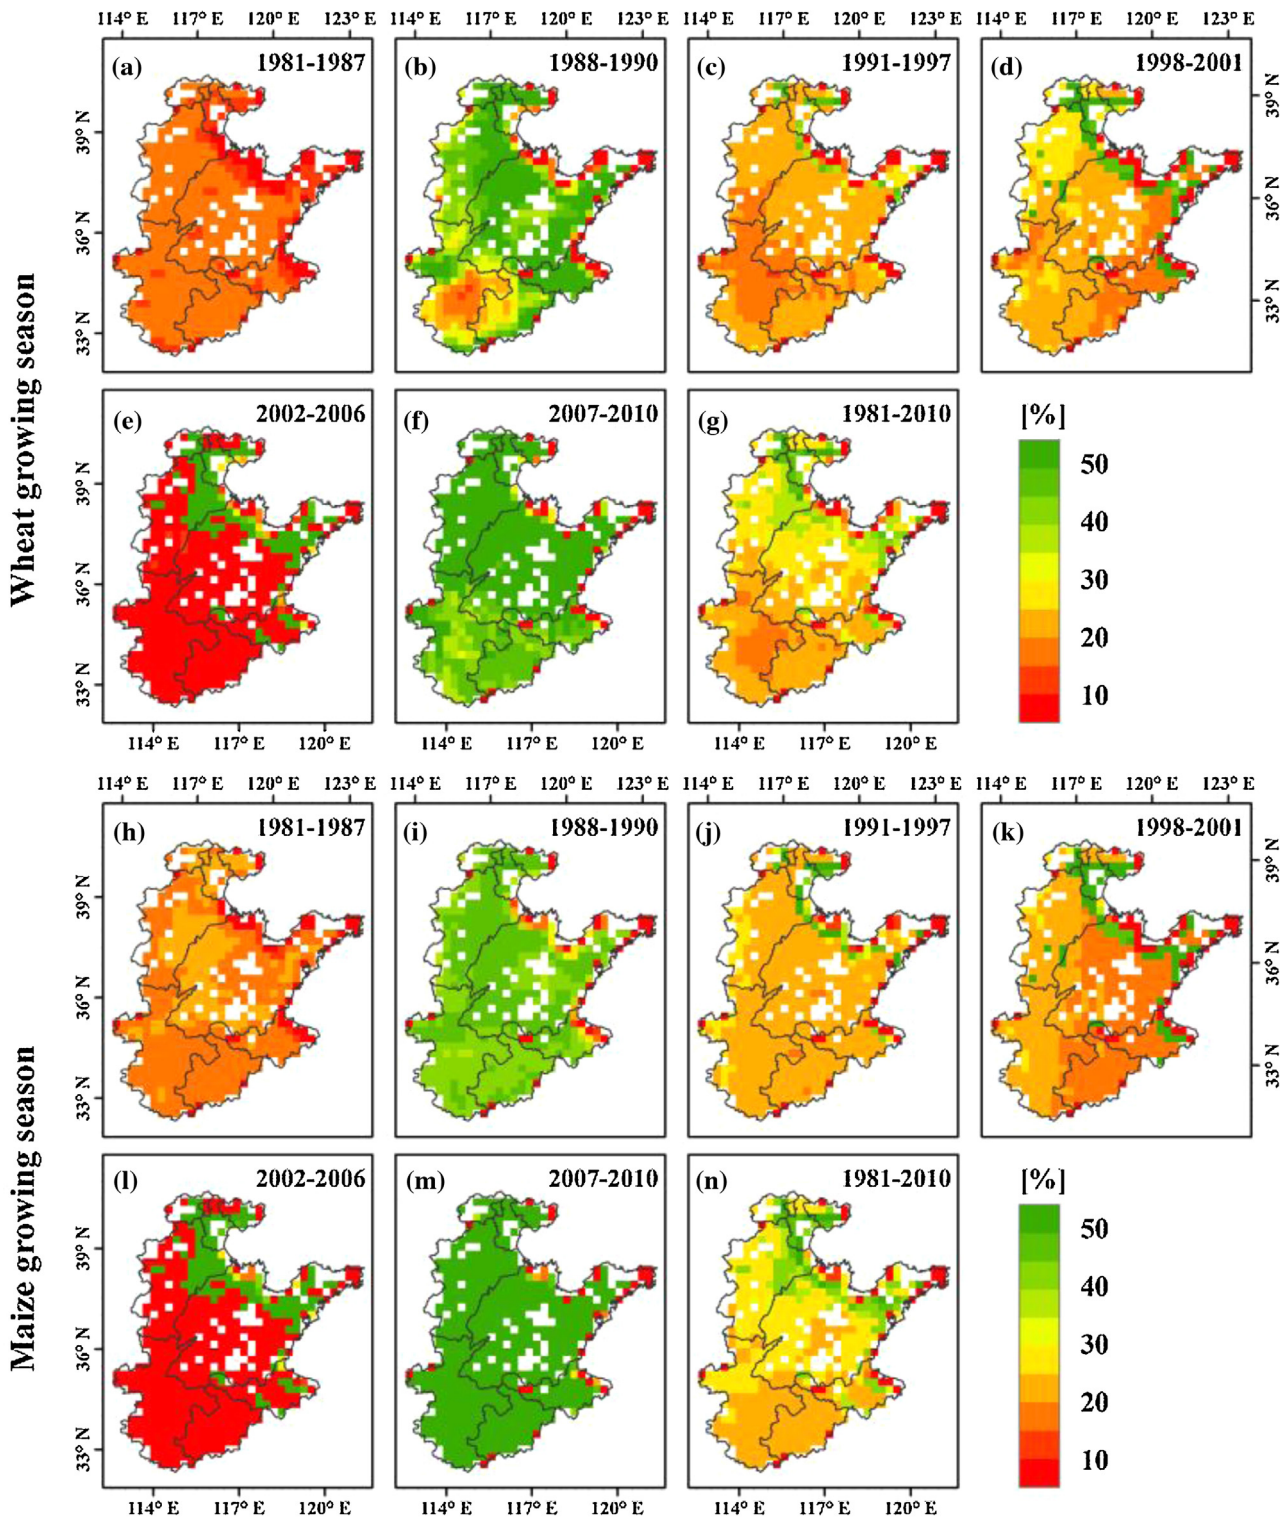 114° E 117° E 120° E 123° E 114° E 117° E 120° E 123° E 114° E 117° E 120° E 123° E 114° E 117° E 120° E 123° E
(a) 1981-1987
(b) 1988-1990
(c) 1991-1997
(d) 1998-2001
39° N
36° N
33° N
39° N
36° N
33° N
Wheat growing season
(e) 2002-2006
(f) 2007-2010
(g) 1981-2010
39° N
36° N
33° N
[%]
50
40
30
20
10
114° E 117° E 120° E 114° E 117° E 120° E 114° E 117° E 120° E
114° E 117° E 120° E 123° E 114° E 117° E 120° E 123° E 114° E 117° E 120° E 123° E 114° E 117° E 120° E 123° E
(h) 1981-1987
(i) 1988-1990
(j) 1991-1997
(k) 1998-2001
39° N
36° N
33° N
39° N
36° N
33° N
Maize growing season
(l) 2002-2006
(m) 2007-2010
(n) 1981-2010
39° N
36° N
33° N
[%]
50
40
30
20
10
114° E 117° E 120° E 114° E 117° E 120° E 114° E 117° E 120° E